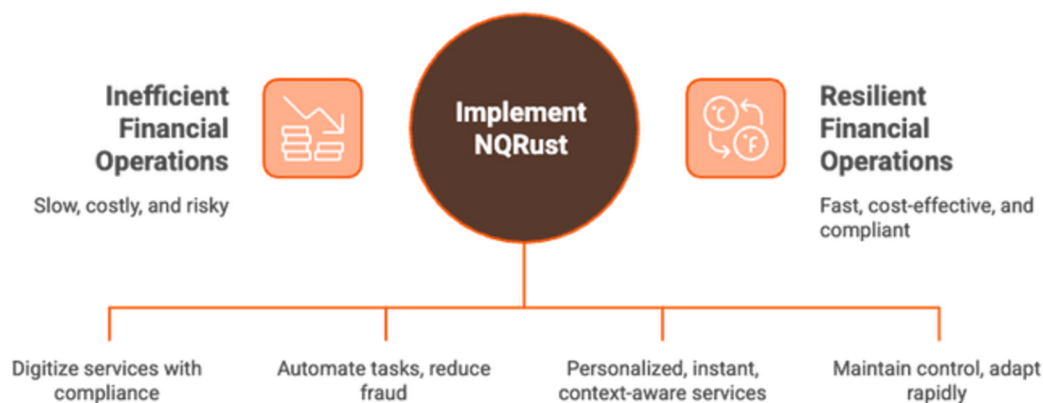 Inefficient
Financial
Operations
Slow, costly, and risky
Implement
NQRust
°C
°F
Resilient
Financial
Operations
Fast, cost-effective, and
compliant
Digitize services with
compliance
Automate tasks, reduce
fraud
Personalized, instant,
context-aware services
Maintain control, adapt
rapidly